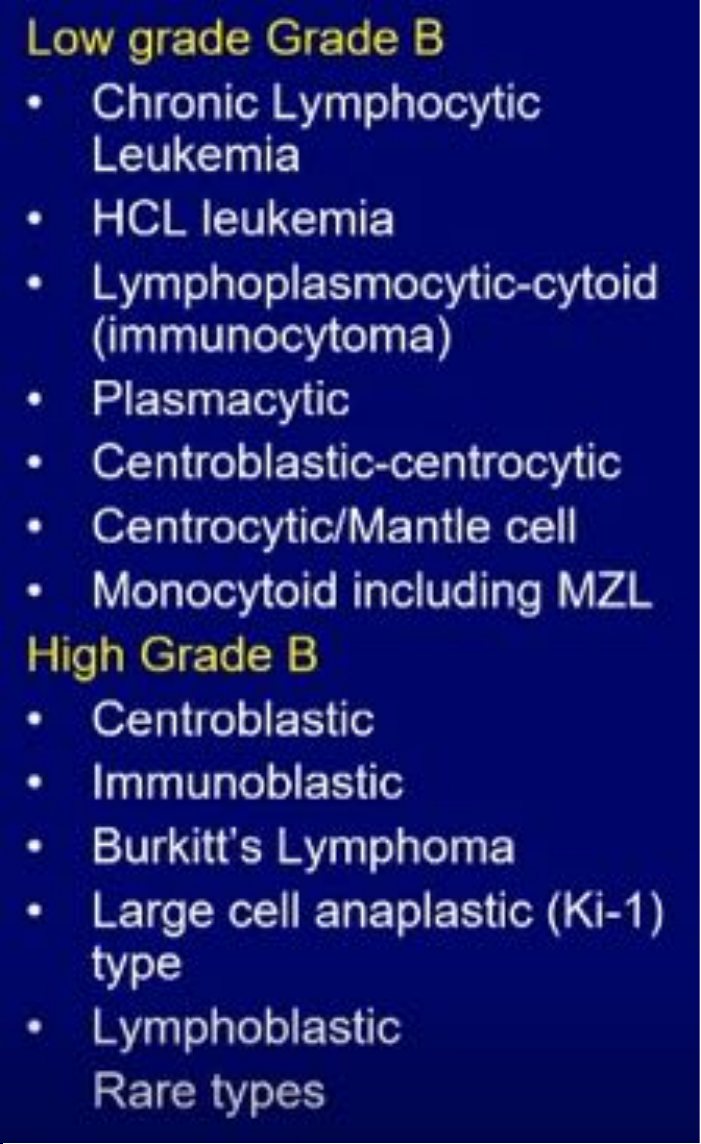 Low grade Grade B
• Chronic Lymphocytic
Leukemia
• HCL leukemia
• Lymphoplasmocytic-cytoid
(immunocytoma)
• Plasmacytic
• Centroblastic-centrocytic
• Centrocytic/Mantle cell
• Monocytoid including MZL
High Grade B
• Centroblastic
• Immunoblastic
• Burkitt's Lymphoma
• Large cell anaplastic (Ki-1)
type
• Lymphoblastic
Rare types